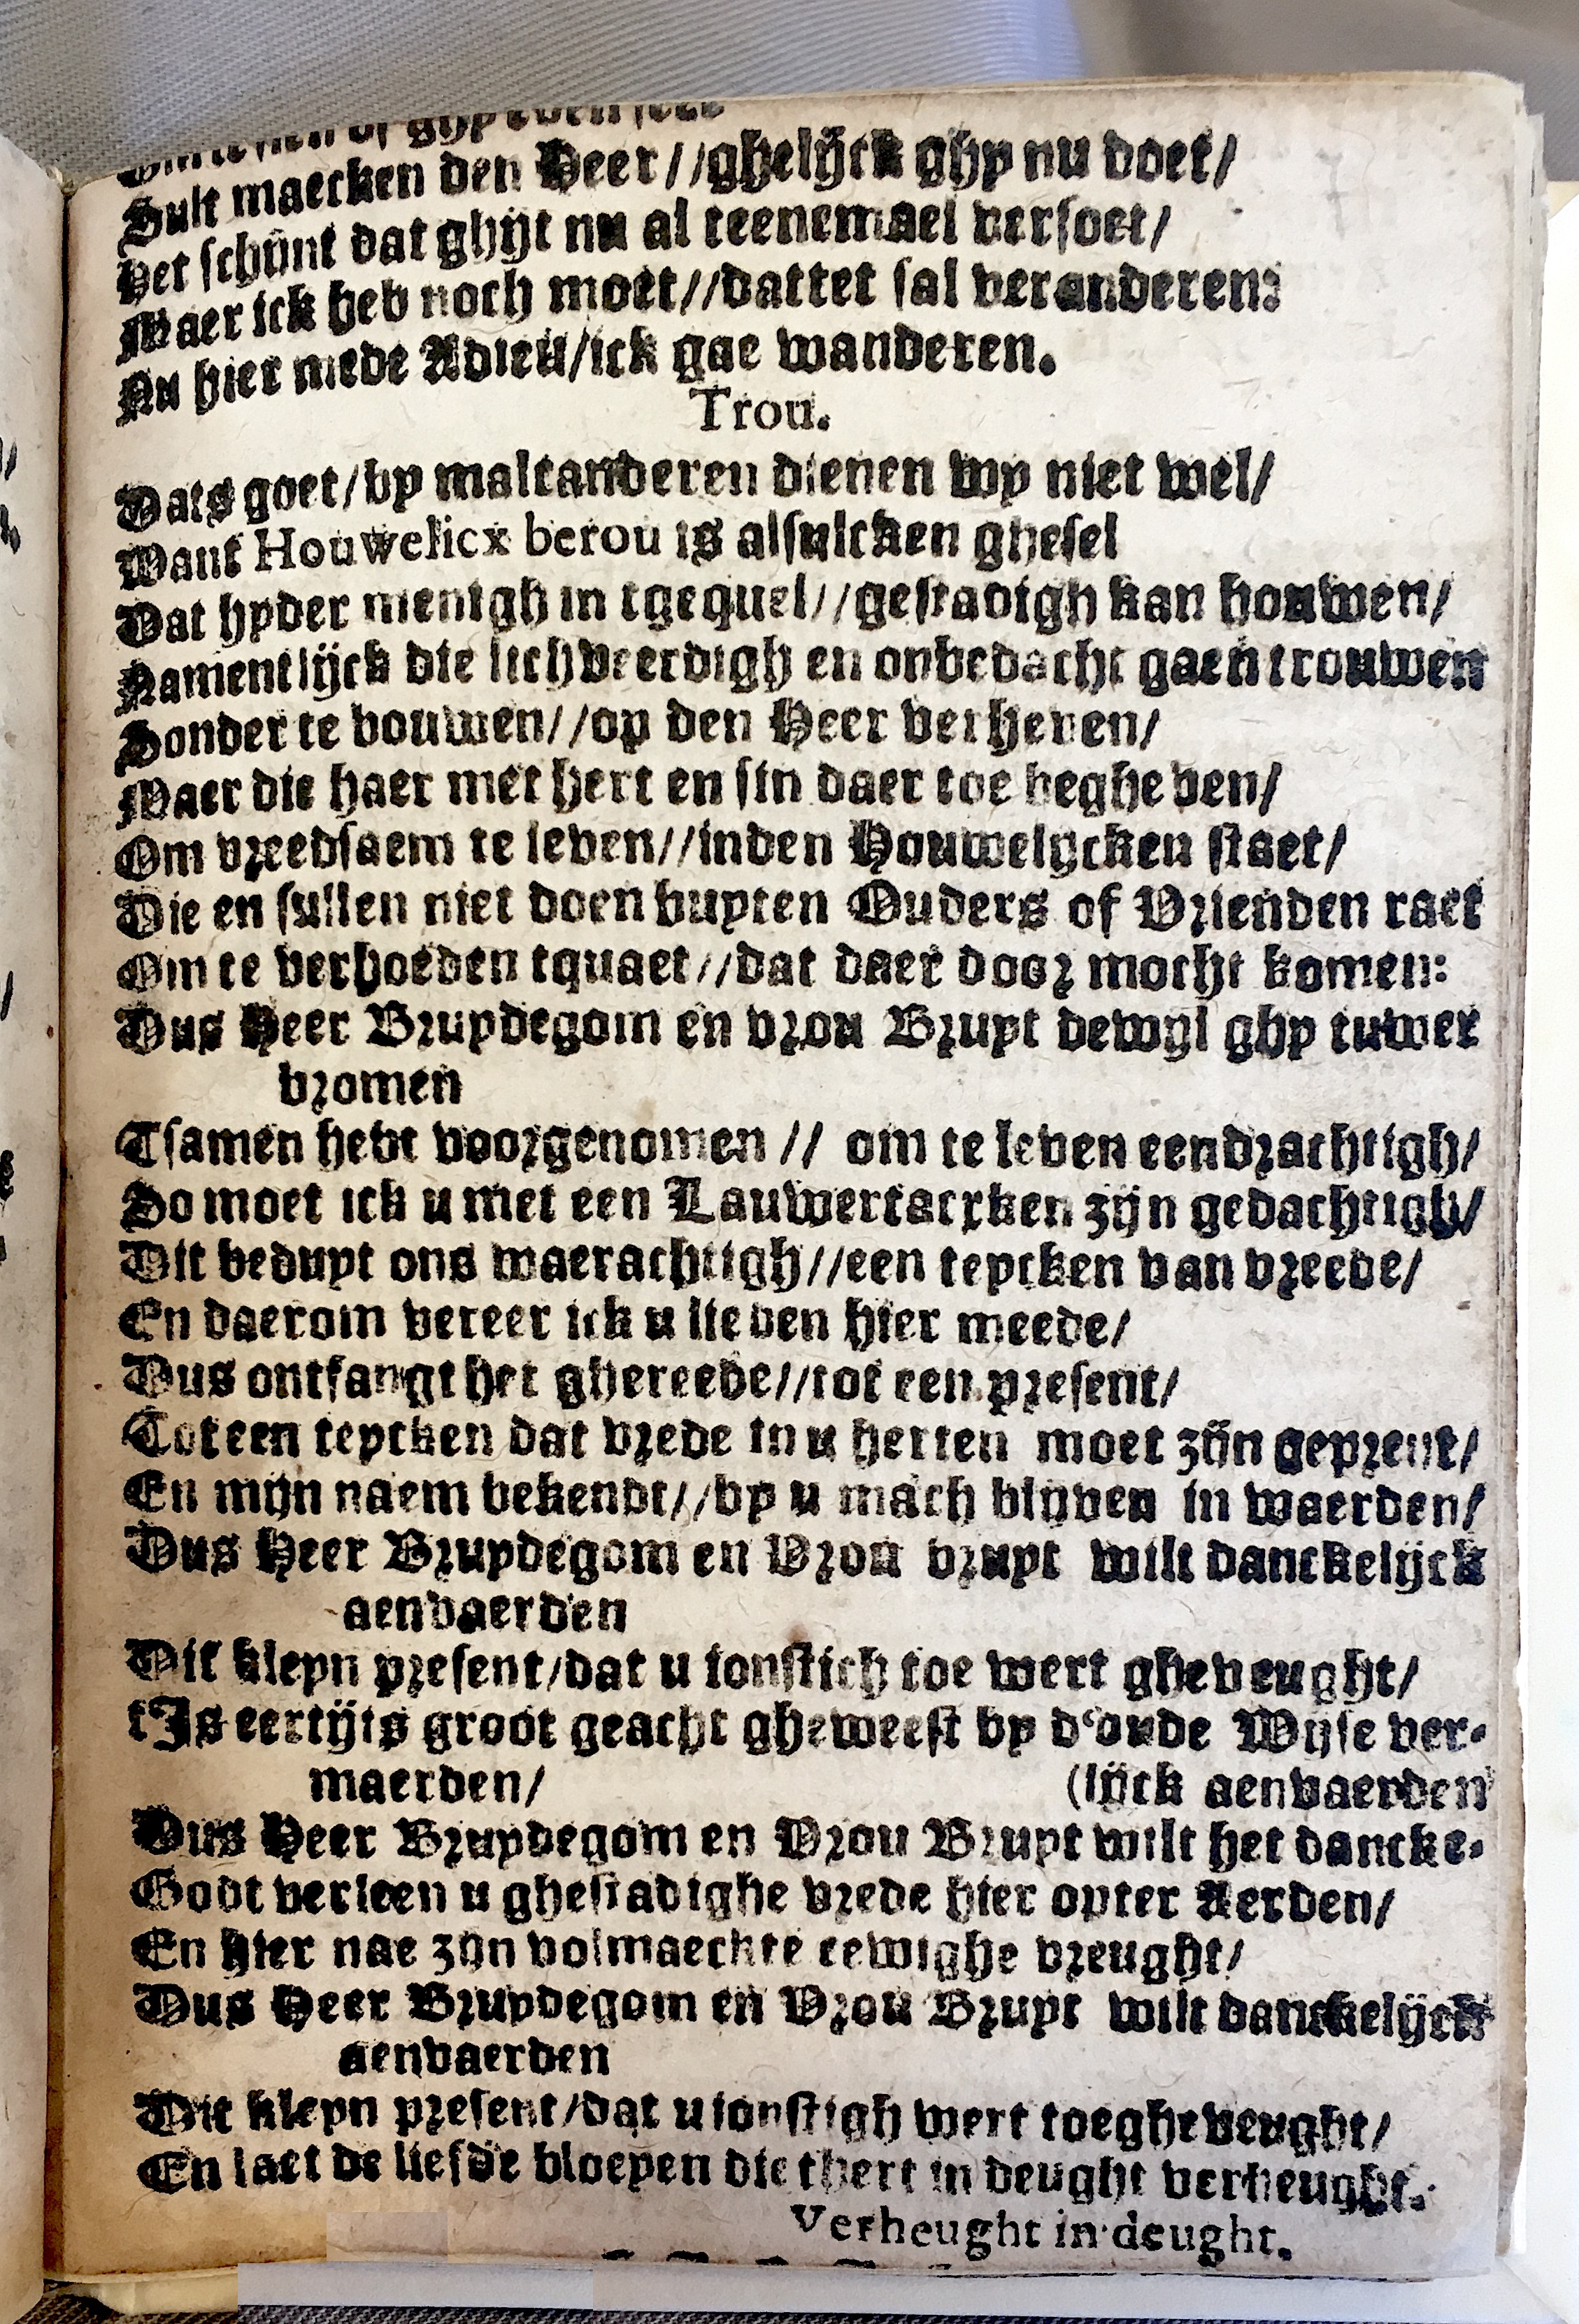 sien of ghy even seer
Sult maecken den Heer//ghelijck ghy nu doet/
Het schijnt dat ghijt nu al teenemael versoet/
Maer ick heb noch moet//dattet sal veranderen:
Nu hier mede Adieu/ick gae wanderen.
Trou.
Dats goet/by malcanderen dienen wy niet wel/
Want Houwelicx berou is alsulcken ghesel
Dat hyder menigh in tgequel//gestadigh kan houwen/
Namentlijck die lichveerdigh en onbedacht gaen trouwen
Sonder te bouwen//op den Heer verheven/
Maer die haer met hert en sin daer toe begheven/
Om vreedsaem te leven//inden Houwelycken staet/
Die en sullen niet doen buyten Ouders of Vrienden raet
Om te verhoeden tquaet//dat daer door mocht komen:
Dus Heer Bruydegom en vrou Bruyt dewyl ghy tuwer
vromen
Tsamen hebt voorgenomen // om te leven eendrachtigh/
So moet ick u met een Lauwertacxken zijn gedachtigh/
Dit beduyt ons waerachtigh//een teycken van vreede/
En daerom vereer ick u lieden hier meede/
Dus ontfangt het ghereede//tot een present/
Tot een teycken dat vrede in u herten moet zijn geprent/
En mijn naem bekendt//by u mach blijven in waerden/
Dus Heer Bruydegom en Vrou bruyt wilt danckelijck
aenvaerden
Dit kleyn present/dat u ionstich toe wert gheveught/
t'Is eertijts groot geacht gheweest by d'oude Wijse ver-
maerden/ (lijck aenvaerden
Dus Heer Bruydegom en Vrou Bruyt wilt het dancke-
Godt verleen u ghestadighe vrede hier opter Aerden/
En hier nae zijn volmaeckte eewighe vreught/
Dus Heer Bruydegom en Vrou Bruyt wilt danckelijck
aenvaerden
Dit kleyn present/dat u ionstigh wert toegheveught/
En laet de liefde bloeyen die thert in deught verheught.
Verheught in deught.